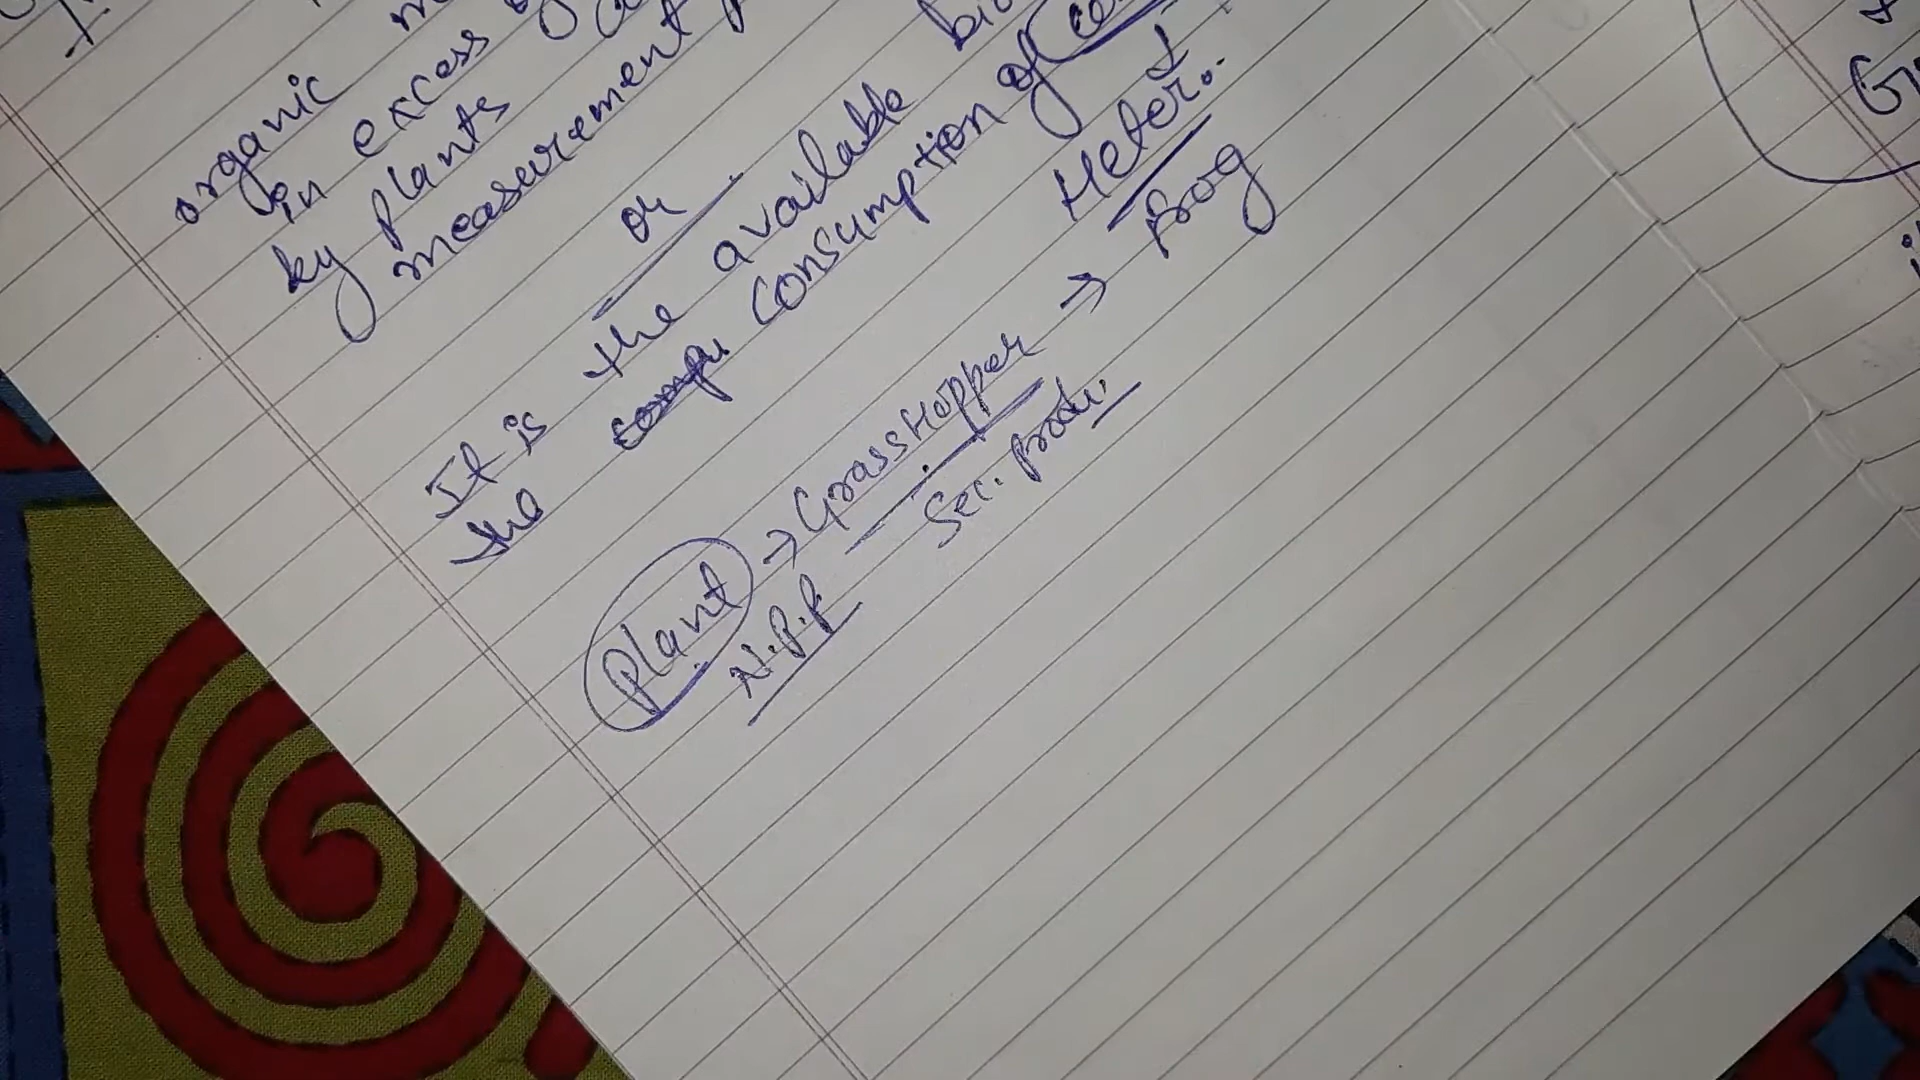 organic
in excess
by plants
measurement
or
It is the available
the consumption of
Heter..
Plant → GrassHopper → frog
N.P.P Sec. prod.